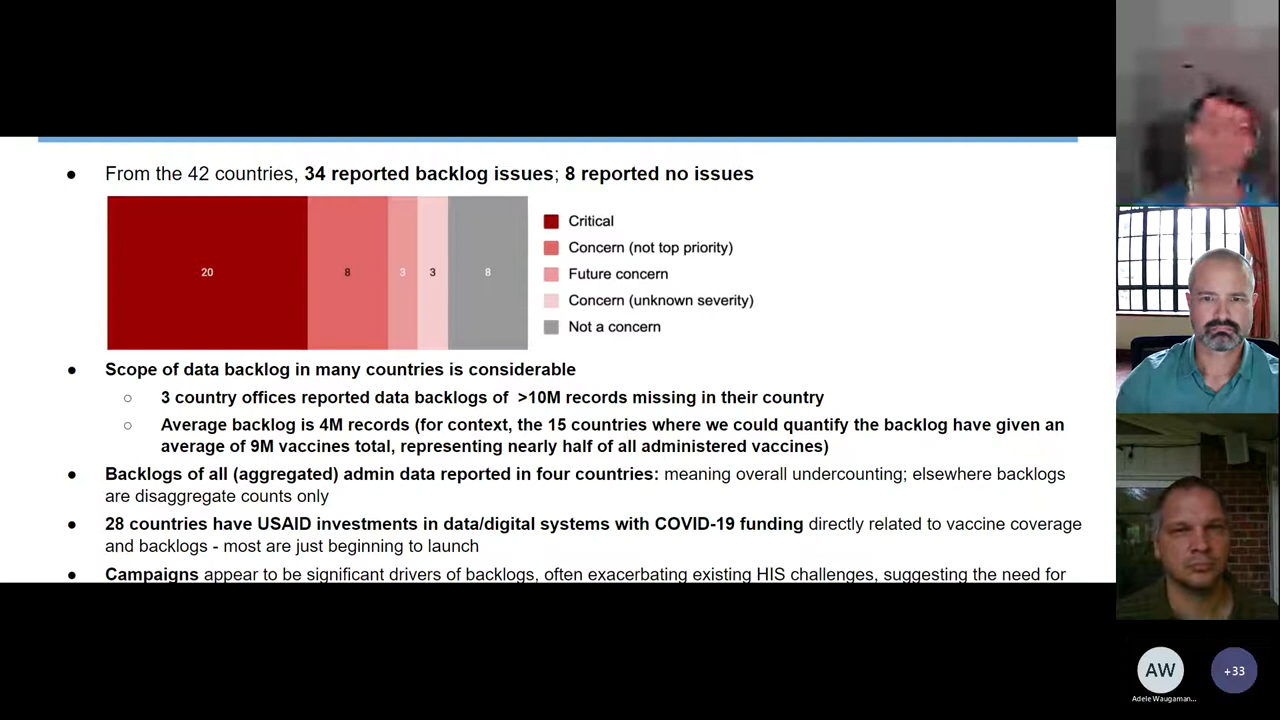 ● From the 42 countries, 34 reported backlog issues; 8 reported no issues
20 8 3 3 8
Critical
Concern (not top priority)
Future concern
Concern (unknown severity)
Not a concern
● Scope of data backlog in many countries is considerable
○ 3 country offices reported data backlogs of >10M records missing in their country
○ Average backlog is 4M records (for context, the 15 countries where we could quantify the backlog have given an
average of 9M vaccines total, representing nearly half of all administered vaccines)
● Backlogs of all (aggregated) admin data reported in four countries: meaning overall undercounting; elsewhere backlogs
are disaggregate counts only
● 28 countries have USAID investments in data/digital systems with COVID-19 funding directly related to vaccine coverage
and backlogs - most are just beginning to launch
● Campaigns appear to be significant drivers of backlogs, often exacerbating existing HIS challenges, suggesting the need for
AW
Adele Waugaman...
+33